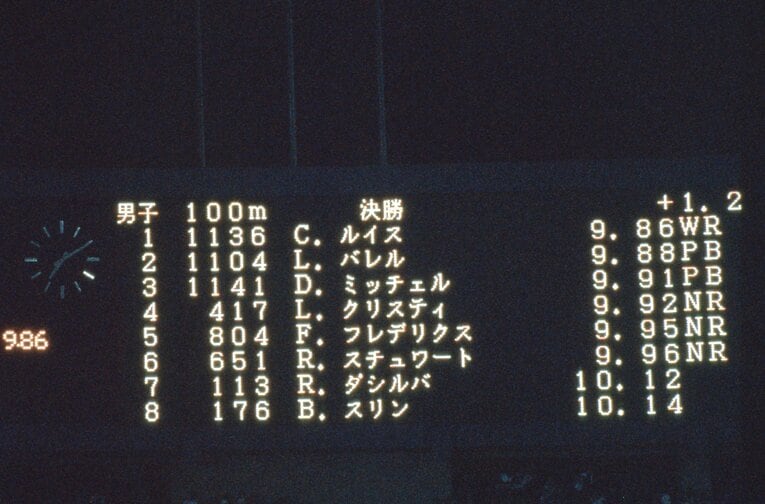 男子 100m 決勝 +1.2
1 1136 C. ルイス 9.86WR
2 1104 L. バレル 9.88PB
3 1141 D. ミッチェル 9.91PB
4 417 L. クリスティ 9.92NR
5 804 F. フレデリクス 9.95NR
6 651 R. スチュワート 9.96NR
7 113 R. ダシルバ 10.12
8 176 B. スリン 10.14
9.86